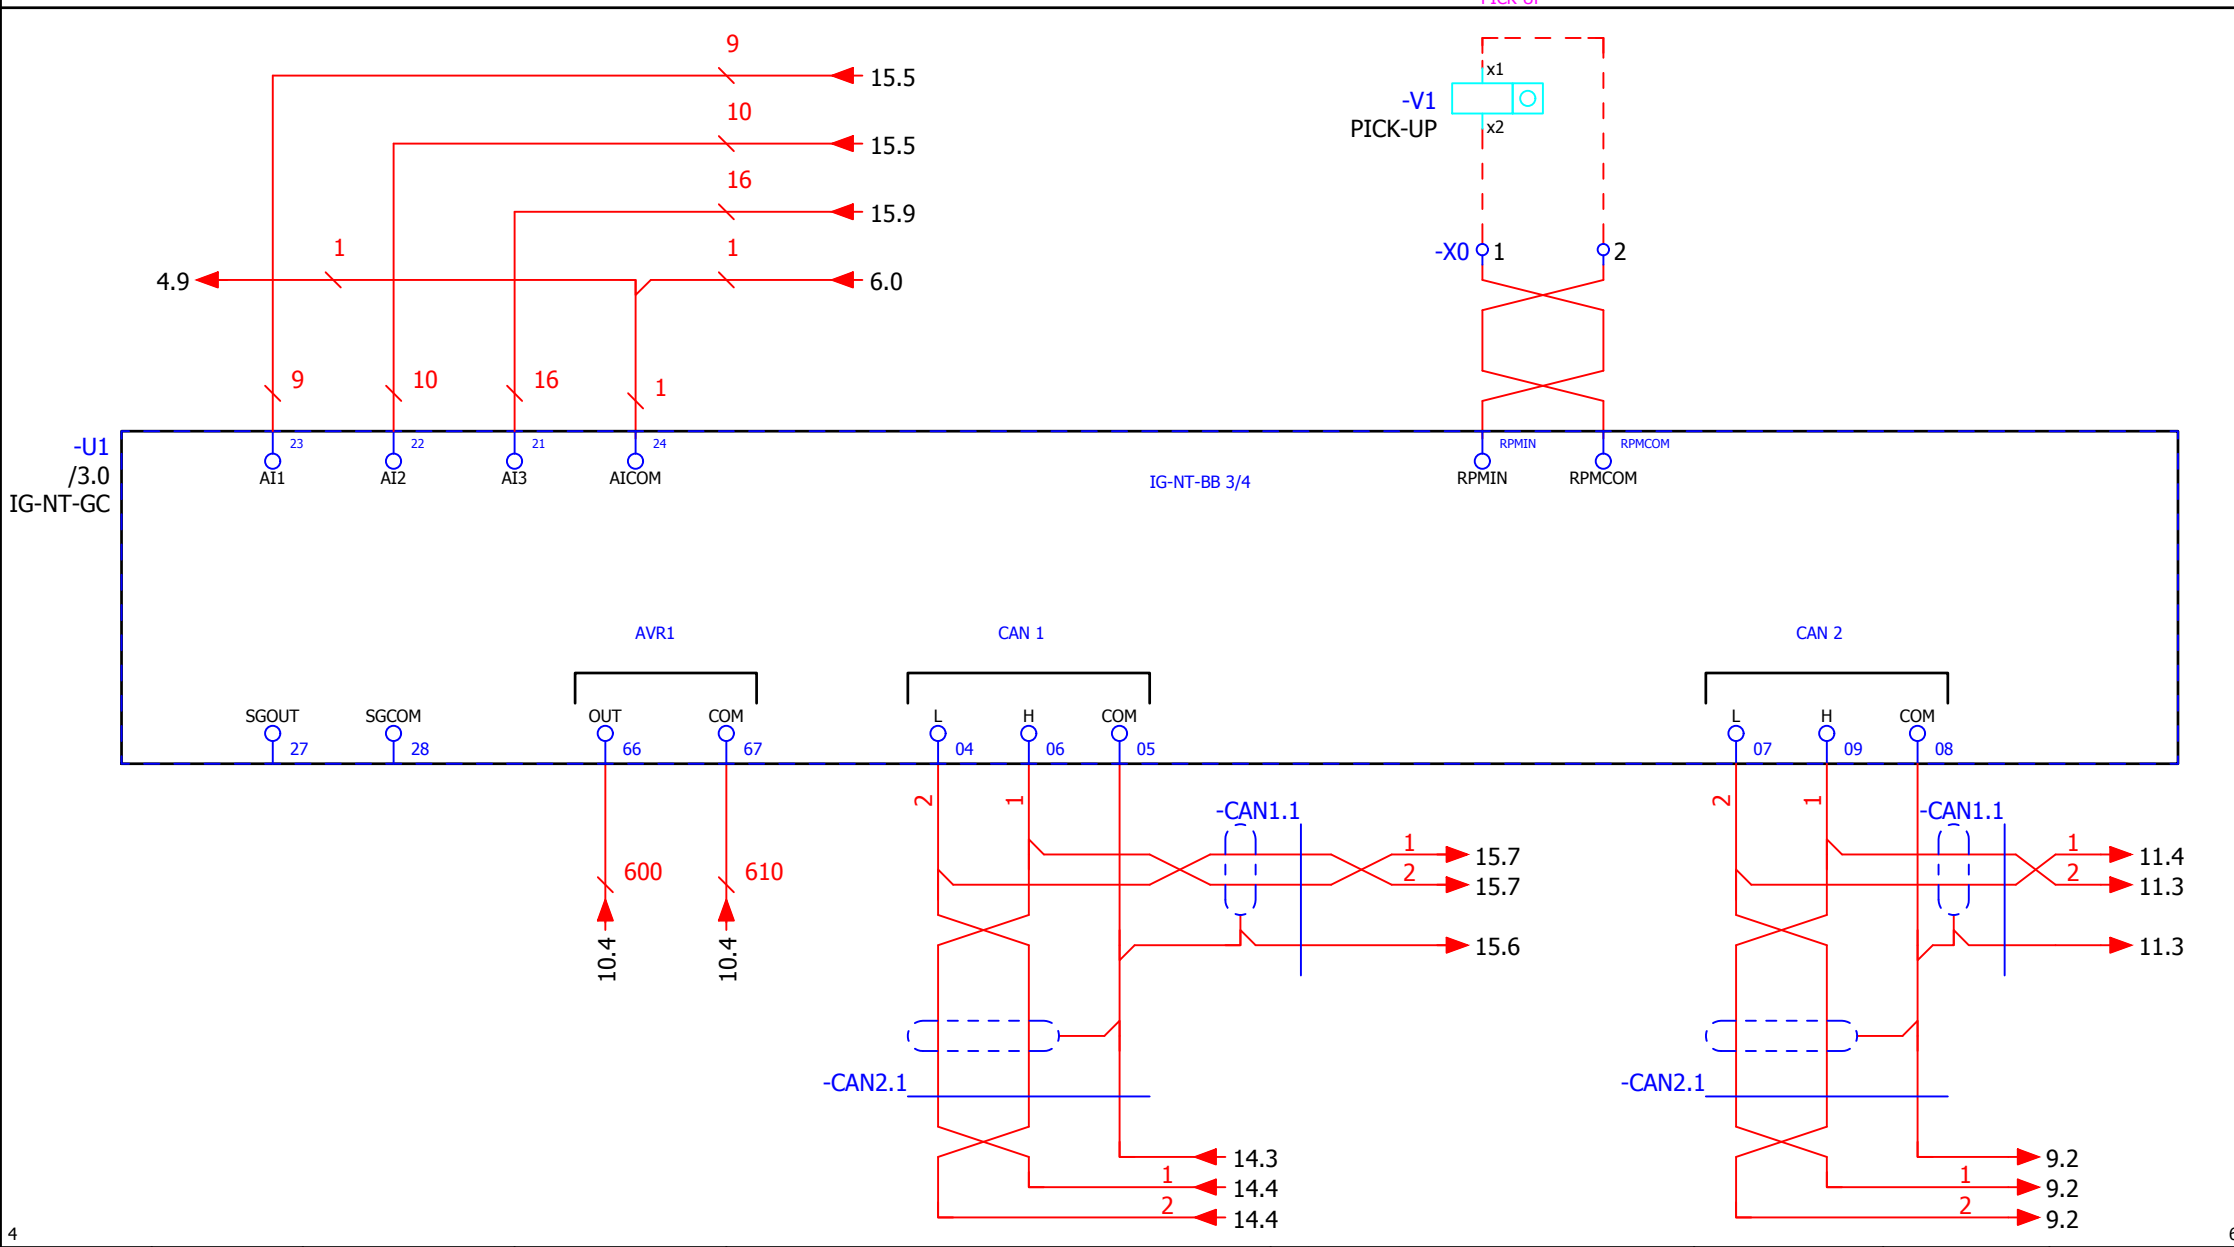 PICK-UP
9
15.5
10
15.5
16
15.9
1
1
4.9
6.0
9
10
16
1
x1
-V1
PICK-UP
x2
-X0
1
2
-U1
/3.0
IG-NT-GC
23
22
21
24
RPMIN
RPMCOM
AI1
AI2
AI3
AICOM
IG-NT-BB 3/4
RPMIN
RPMCOM
AVR1
CAN 1
CAN 2
SGOUT
SGCOM
OUT
COM
L
H
COM
L
H
COM
27
28
66
67
04
06
05
07
09
08
2
1
-CAN1.1
2
1
-CAN1.1
1
15.7
2
15.7
15.6
1
11.4
2
11.3
11.3
600
610
10.4
10.4
-CAN2.1
-CAN2.1
14.3
1
14.4
2
14.4
9.2
1
9.2
2
9.2
4
6